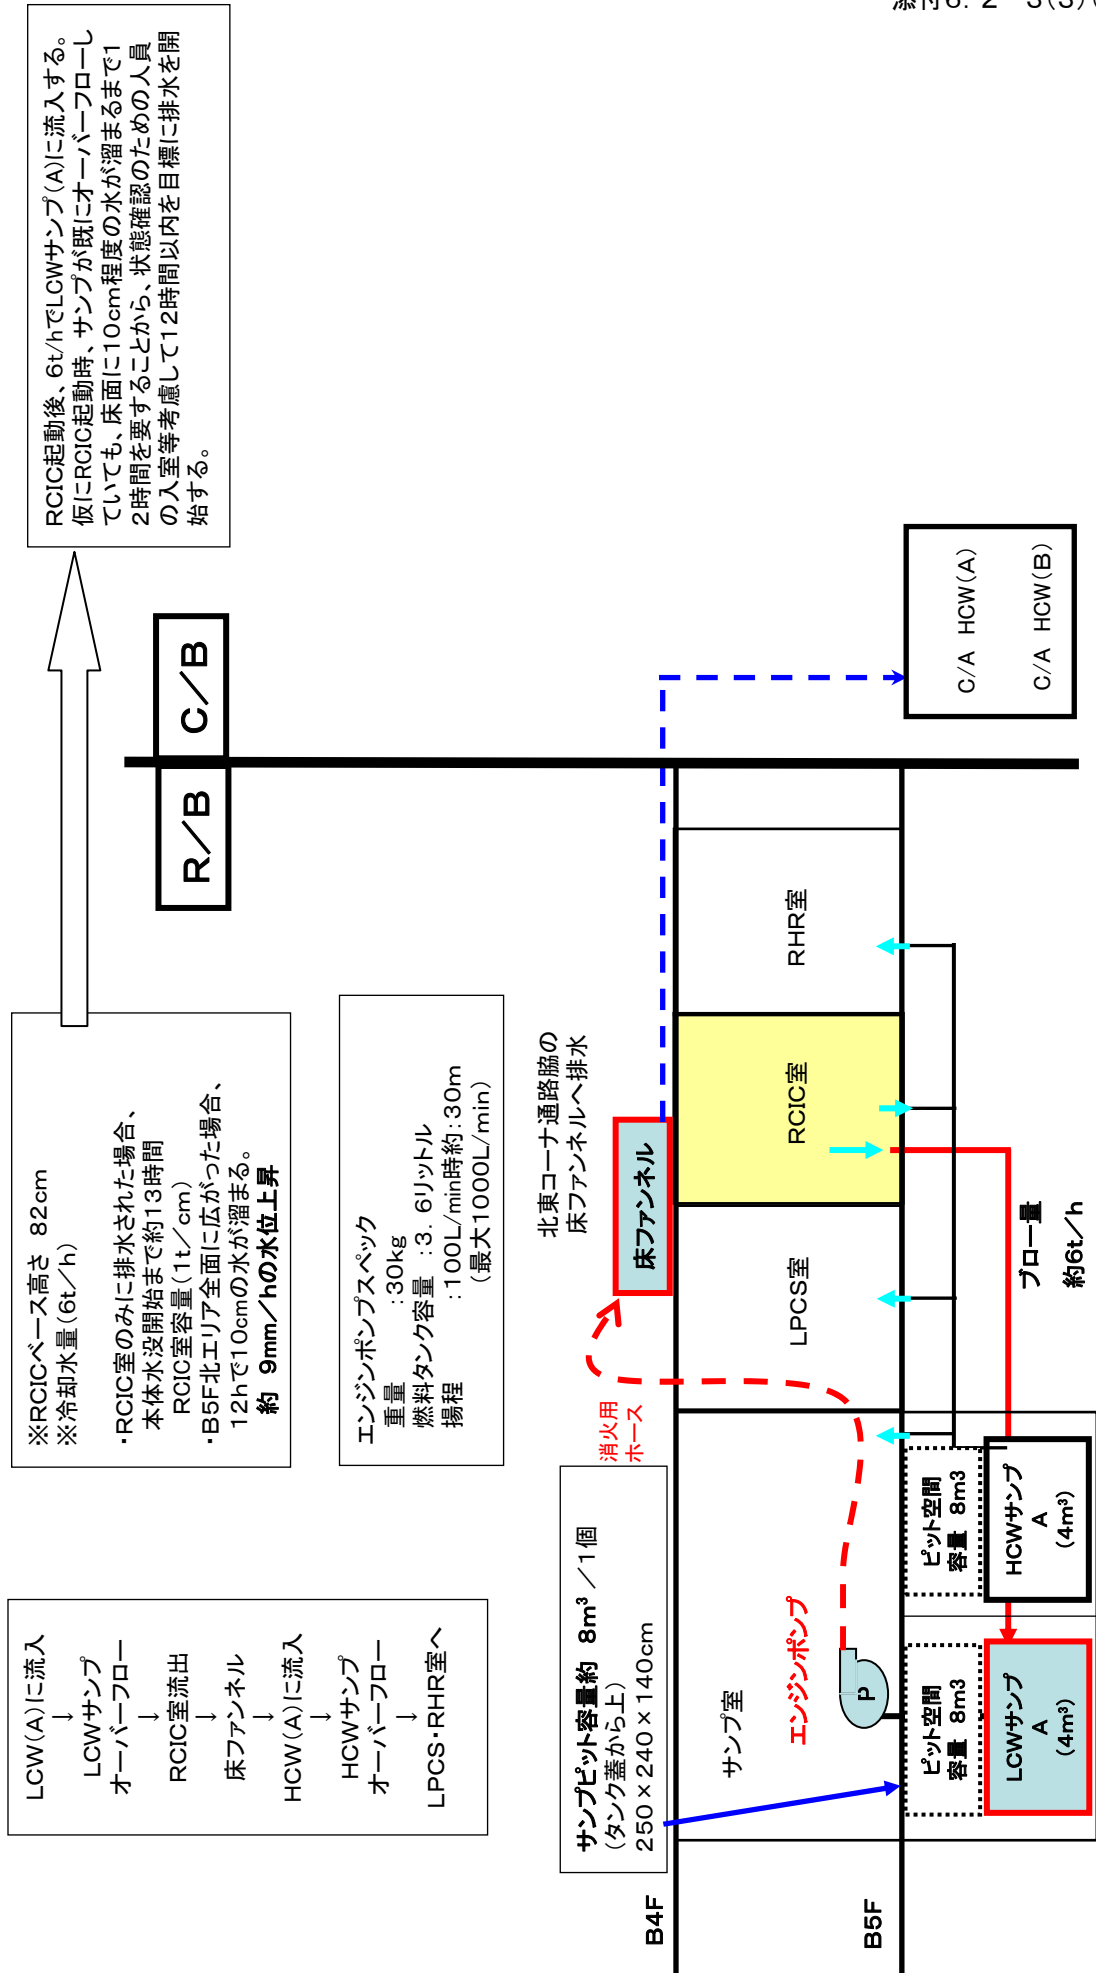 添付6. 2 3(3)
RCIC起動後、6t/hでLCWサンプ(A)に流入する。
仮にRCIC起動時、サンプが既にオーバーフローし
ていても、床面に10cm程度の水が溜まるまで1
2時間を要することから、状態確認のための人員
の入室等考慮して12時間以内を目標に排水を開
始する。
R/B
C/B
※RCICベース高さ 82cm
※冷却水量(6t/h)
・RCIC室のみに排水された場合、
本体水没開始まで約13時間
RCIC室容量(1t/cm)
・B5F北エリア全面に広がった場合、
12hで10cmの水が溜まる。
約 9mm/hの水位上昇
エンジンポンプスペック
重量 :30kg
燃料タンク容量 :3. 6リットル
揚程 :100L/min時約:30m
(最大1000L/min)
LCW(A)に流入
↓
LCWサンプ
オーバーフロー
↓
RCIC室流出
↓
床ファンネル
↓
HCW(A)に流入
↓
HCWサンプ
オーバーフロー
↓
LPCS・RHR室へ
サンプピット容量約 8m³/1個
(タンク蓋から上)
250×240×140cm
消火用
ホース
北東コーナ通路脇の
床ファンネルへ排水
床ファンネル
B4F
サンプ室
エンジンポンプ
P
LPCS室
RCIC室
RHR室
B5F
ピット空間
容量 8m3
LCWサンプ
A
(4m³)
ピット空間
容量 8m3
HCWサンプ
A
(4m³)
ブロー量
約6t/h
C/A HCW(A)
C/A HCW(B)